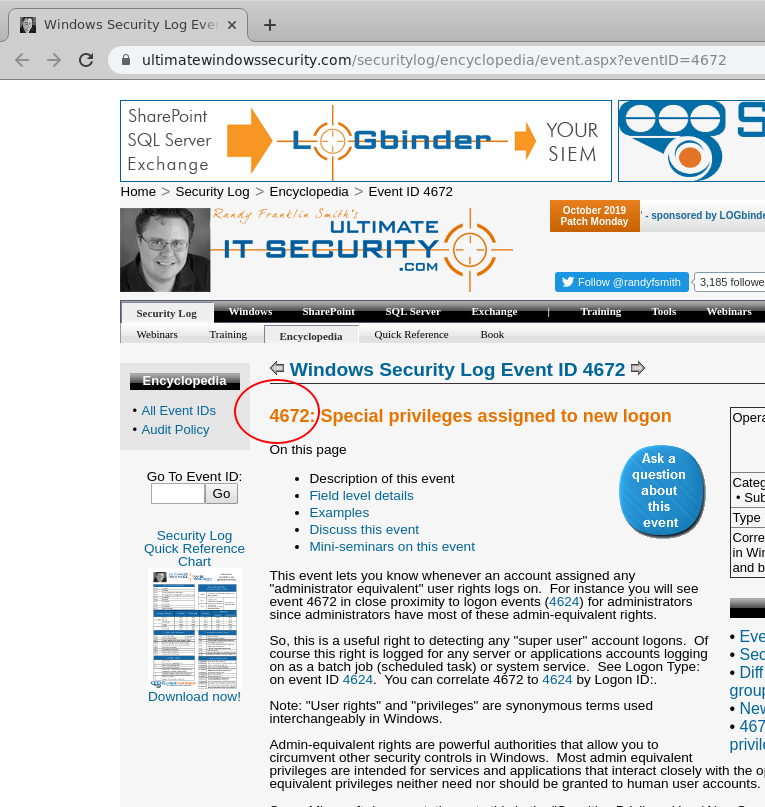 Windows Security Log Even
ultimatewindowssecurity.com/securitylog/encyclopedia/event.aspx?eventID=4672
SharePoint
SQL Server
Exchange
LOGbinder
YOUR
SIEM
S
Home > Security Log > Encyclopedia > Event ID 4672
Randy Franklin Smith's
ULTIMATE
IT SECURITY
.COM
October 2019
Patch Monday
' - sponsored by LOGbinde
Follow @randyfsmith
3,185 followe
Security Log Windows SharePoint SQL Server Exchange | Training Tools Webinars
Webinars Training Encyclopedia Quick Reference Book
Encyclopedia
• All Event IDs
• Audit Policy
Go To Event ID:
Go
Security Log
Quick Reference
Chart
Download now!
Windows Security Log Event ID 4672
4672: Special privileges assigned to new logon
On this page
• Description of this event
• Field level details
• Examples
• Discuss this event
• Mini-seminars on this event
Ask a
question
about
this
event
Opera
Categ
• Sub
Type
Corre
in Win
and b
This event lets you know whenever an account assigned any
"administrator equivalent" user rights logs on. For instance you will see
event 4672 in close proximity to logon events (4624) for administrators
since administrators have most of these admin-equivalent rights.
So, this is a useful right to detecting any "super user" account logons. Of
course this right is logged for any server or applications accounts logging
on as a batch job (scheduled task) or system service. See Logon Type:
on event ID 4624. You can correlate 4672 to 4624 by Logon ID:.
Note: "User rights" and "privileges" are synonymous terms used
interchangeably in Windows.
Admin-equivalent rights are powerful authorities that allow you to
circumvent other security controls in Windows. Most admin equivalent
privileges are intended for services and applications that interact closely with the op
equivalent privileges neither need nor should be granted to human user accounts.
• Eve
• Sec
• Diff
group
• New
• 467
privile